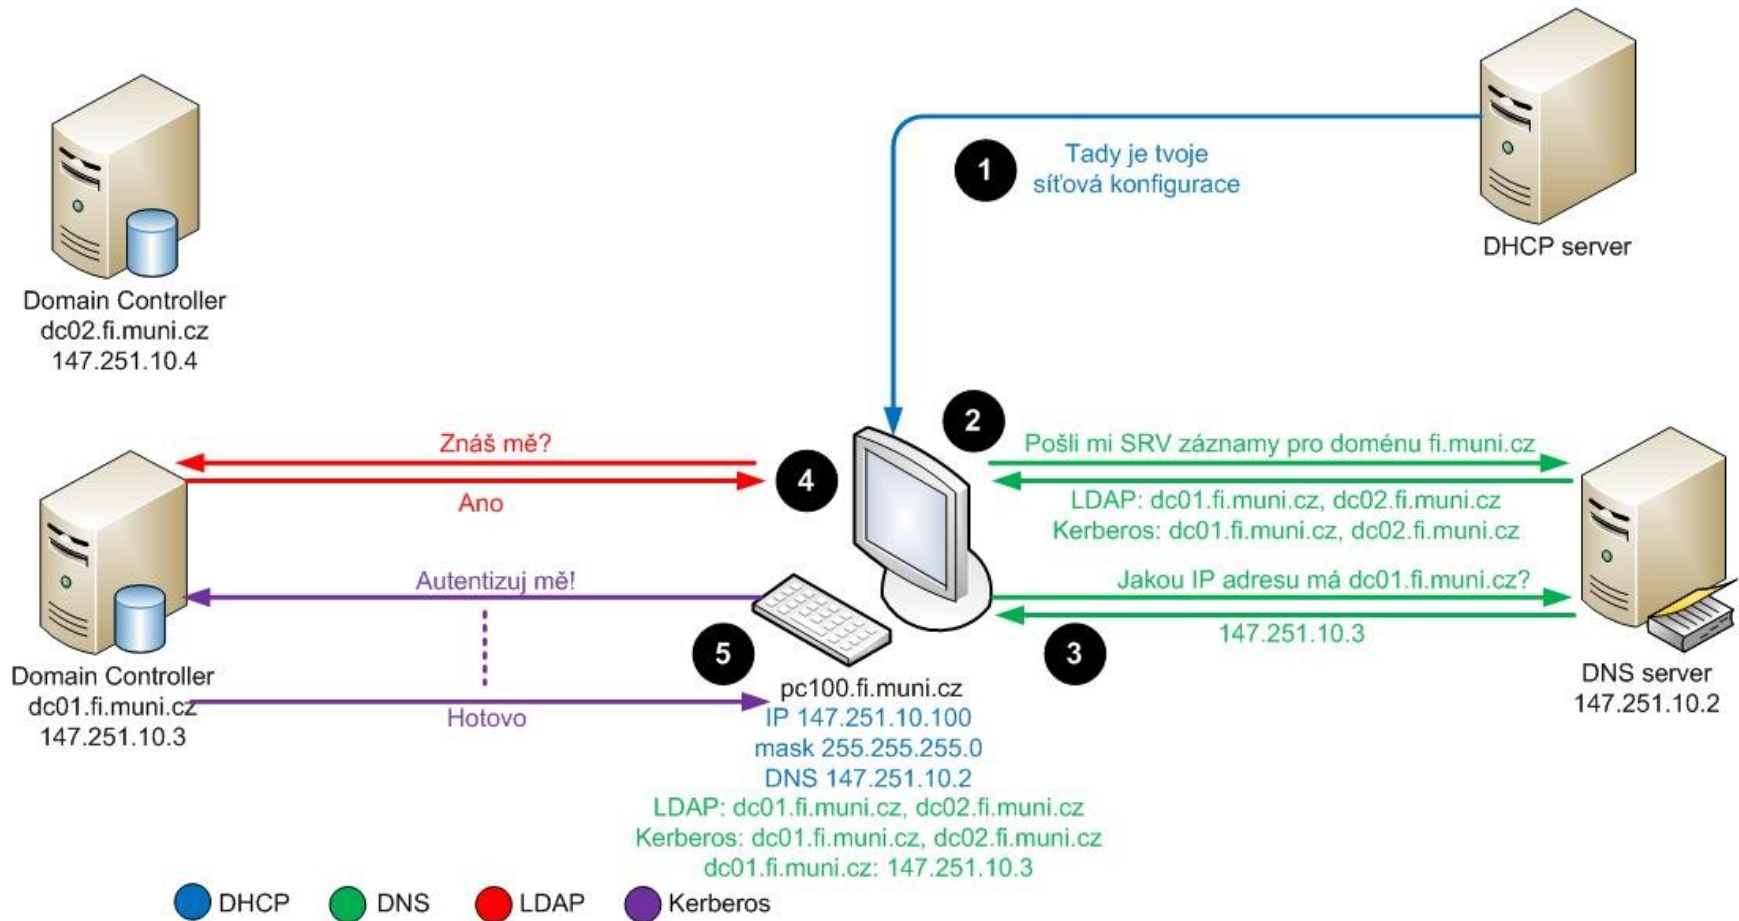 1
Tady je tvoje
síťová konfigurace
DHCP server
Domain Controller
dc02.fi.muni.cz
147.251.10.4
2
Znáš mě?
Pošli mi SRV záznamy pro doménu fi.muni.cz
4
Ano
LDAP: dc01.fi.muni.cz, dc02.fi.muni.cz
Kerberos: dc01.fi.muni.cz, dc02.fi.muni.cz
Autentizuj mě!
Jakou IP adresu má dc01.fi.muni.cz?
147.251.10.3
5
3
Domain Controller
dc01.fi.muni.cz
147.251.10.3
Hotovo
DNS server
147.251.10.2
pc100.fi.muni.cz
IP 147.251.10.100
mask 255.255.255.0
DNS 147.251.10.2
LDAP: dc01.fi.muni.cz, dc02.fi.muni.cz
Kerberos: dc01.fi.muni.cz, dc02.fi.muni.cz
dc01.fi.muni.cz: 147.251.10.3
DHCP DNS LDAP Kerberos